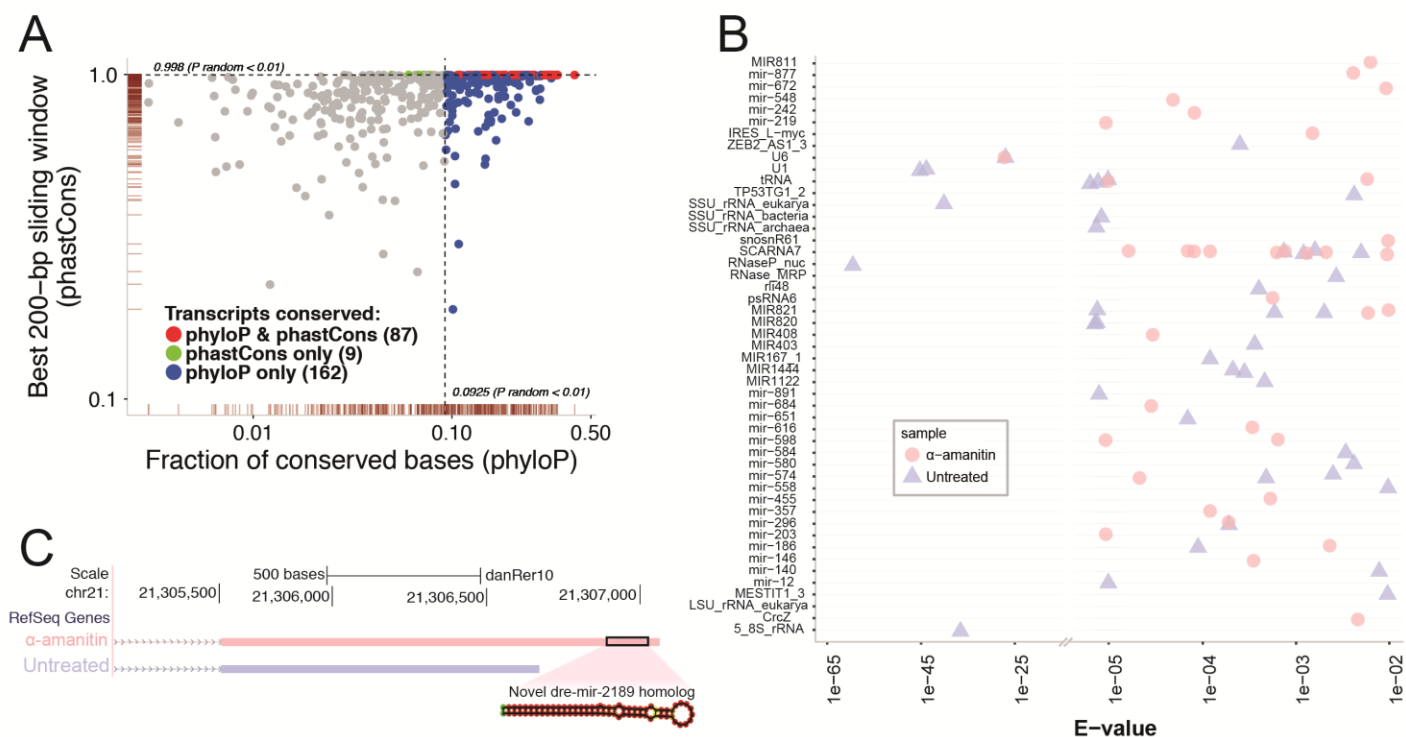 A
0.998 (P random < 0.01)
1.0
0.1
Best 200−bp sliding window
(phastCons)
Transcripts conserved:
phyloP & phastCons (87)
phastCons only (9)
phyloP only (162)
0.0925 (P random < 0.01)
0.01
0.10
0.50
Fraction of conserved bases (phyloP)
B
MIR811
mir−877
mir−672
mir−548
mir−242
mir−219
IRES_L−myc
ZEB2_AS1_3
U6
U1
tRNA
TP53TG1_2
SSU_rRNA_eukarya
SSU_rRNA_bacteria
SSU_rRNA_archaea
snosnR61
SCARNA7
RNaseP_nuc
RNase_MRP
rli48
psRNA6
MIR821
MIR820
MIR408
MIR403
MIR167_1
MIR1444
MIR1122
mir−891
mir−684
mir−651
mir−616
mir−598
mir−584
mir−580
mir−574
mir−558
mir−455
mir−357
mir−296
mir−203
mir−186
mir−146
mir−140
mir−12
MESTIT1_3
LSU_rRNA_eukarya
CrcZ
5_8S_rRNA
sample
α−amanitin
Untreated
1e−65
1e−45
1e−25
1e−05
1e−04
1e−03
1e−02
E−value
C
Scale
500 bases
danRer10
chr21:
21,305,500
21,306,000
21,306,500
21,307,000
RefSeq Genes
α-amanitin
Untreated
Novel dre-mir-2189 homolog